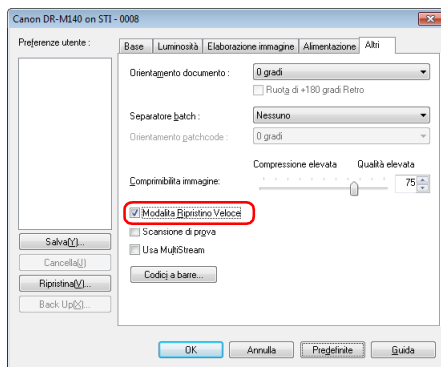 Canon DR-M140 on STI - 0008
Preferenze utente :
Base
Luminosità
Elaborazione immagine
Alimentazione
Altri
Orientamento documento :
0 gradi
Ruota di +180 gradi Retro
Separatore batch :
Nessuno
Orientamento patchcode :
0 gradi
Compressione elevata
Qualità elevata
Comprimibilita immagine:
75
Modalita Ripristino Veloce
Scansione di prova
Usa MultiStream
Codici a barre...
Salva(Y)...
Cancella(J)
Ripristina(V)...
Back Up(X)...
OK
Annulla
Predefinite
Guida